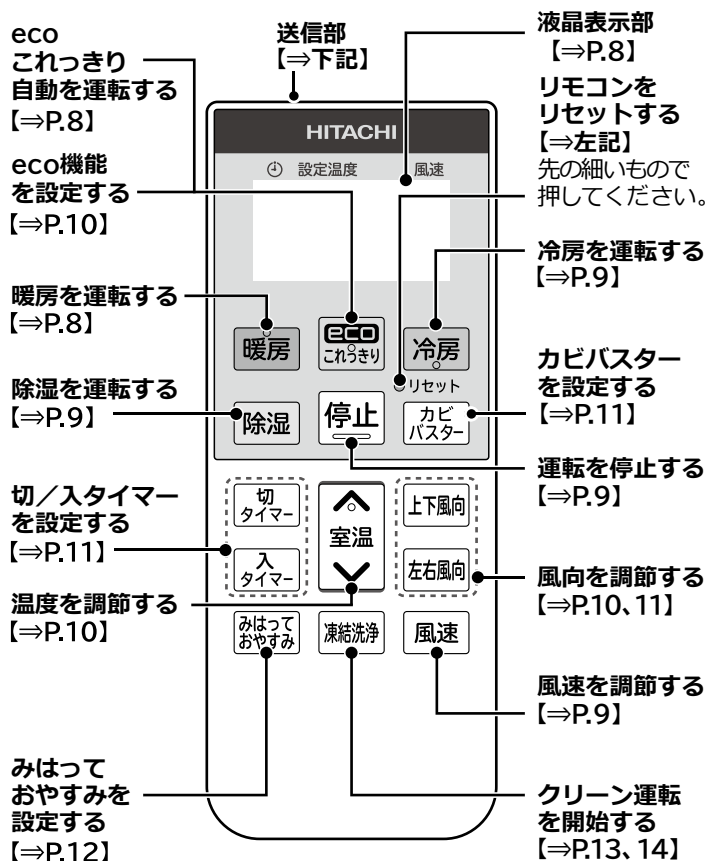 eco
これっきり
自動を運転する
【⇒P.8】
eco機能
を設定する
【⇒P.10】
暖房を運転する
【⇒P.8】
除湿を運転する
【⇒P.9】
切／入タイマー
を設定する
【⇒P.11】
温度を調節する
【⇒P.10】
みはって
おやすみを
設定する
【⇒P.12】
送信部
【⇒下記】
HITACHI
設定温度 風速
暖房
eco
これっきり
冷房
リセット
除湿
停止
カビ
バスター
切
タイマー
室温
上下風向
入
タイマー
左右風向
みはって
おやすみ
凍結洗浄
風速
液晶表示部
【⇒P.8】
リモコンを
リセットする
【⇒左記】
先の細いもので
押してください。
冷房を運転する
【⇒P.9】
カビバスター
を設定する
【⇒P.11】
運転を停止する
【⇒P.9】
風向を調節する
【⇒P.10、11】
風速を調節する
【⇒P.9】
クリーン運転
を開始する
【⇒P.13、14】